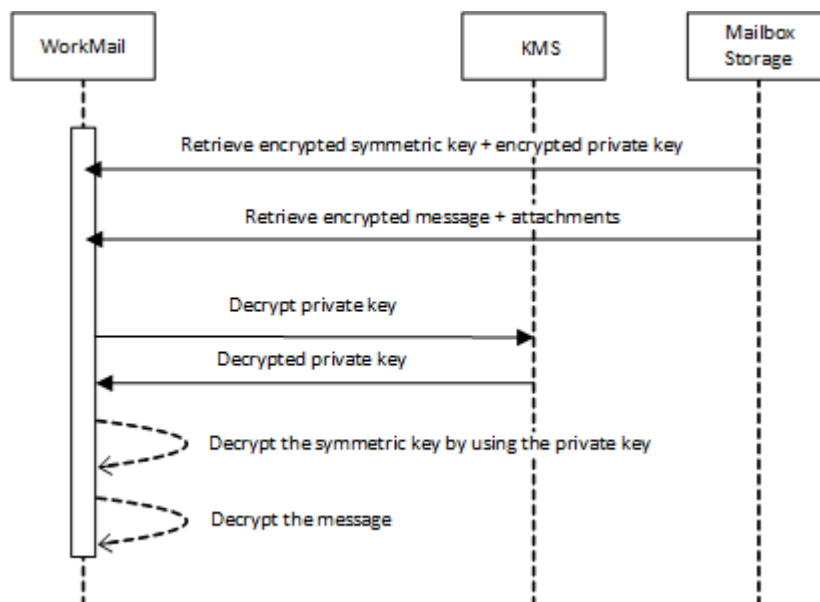 WorkMail
KMS
Mailbox
Storage
Retrieve encrypted symmetric key + encrypted private key
Retrieve encrypted message + attachments
Decrypt private key
Decrypted private key
Decrypt the symmetric key by using the private key
Decrypt the message